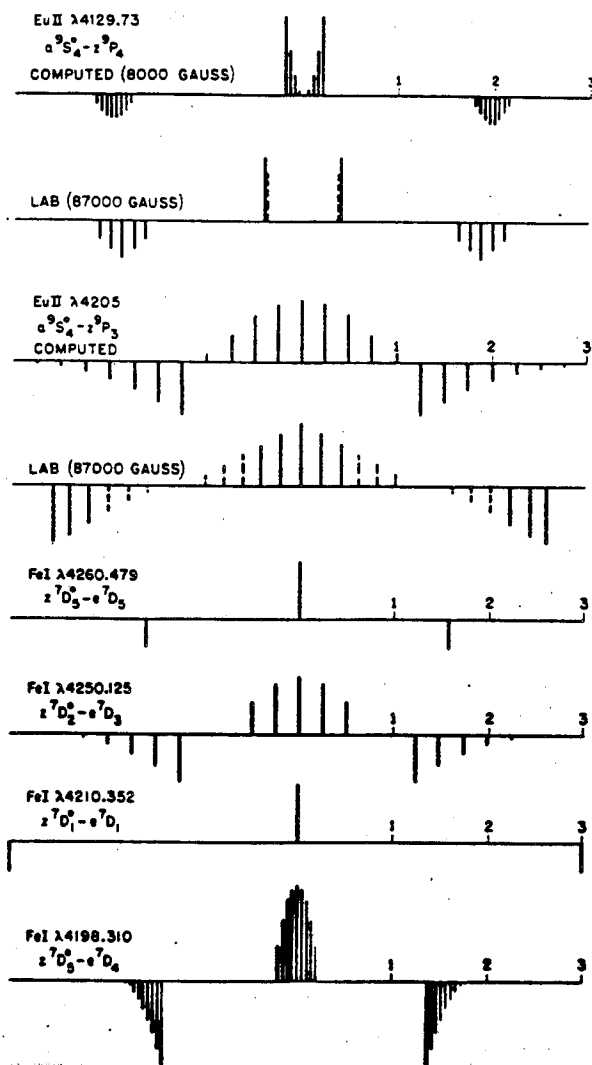 EuII λ4129.73
a⁹S°₄-z⁹P₄
COMPUTED (8000 GAUSS)
1 2 3
LAB (87000 GAUSS)
EuII λ4205
a⁹S°₄-z⁹P₃
COMPUTED
1 2 3
LAB (87000 GAUSS)
FeI λ4260.479
z⁷D°₅-e⁷D₅
1 2 3
FeI λ4250.125
z⁷D°₂-e⁷D₃
1 2 3
FeI λ4210.352
z⁷D°₁-e⁷D₁
1 2 3
FeI λ4198.310
z⁷D°₅-e⁷D₄
1 2 3